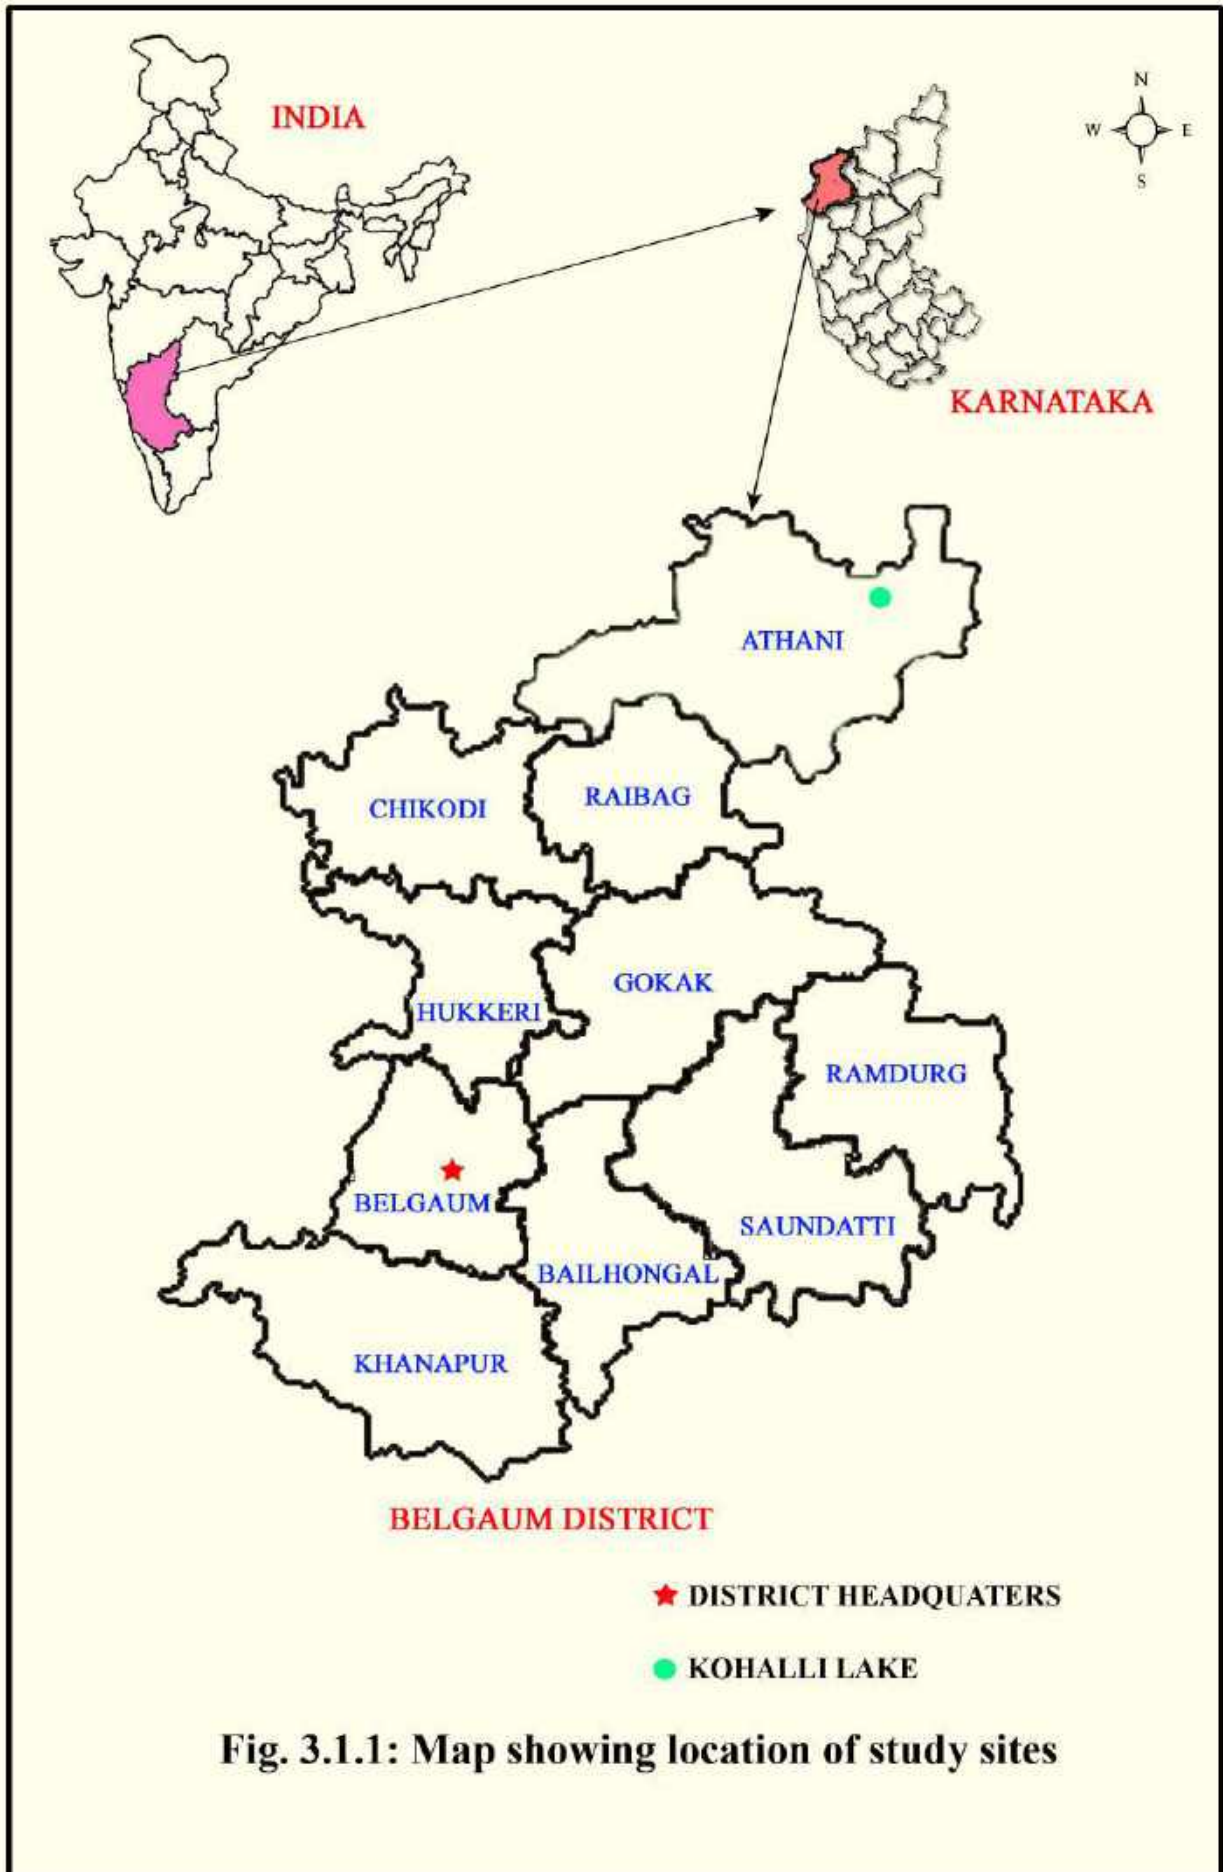 INDIA
N
W E
S
KARNATAKA
ATHANI
CHIKODI
RAIBAG
GOKAK
HUKKERI
RAMDURG
BELGAUM
SAUNDATTI
BAILHONGAL
KHANAPUR
BELGAUM DISTRICT
DISTRICT HEADQUATERS
KOHALLI LAKE
Fig. 3.1.1: Map showing location of study sites